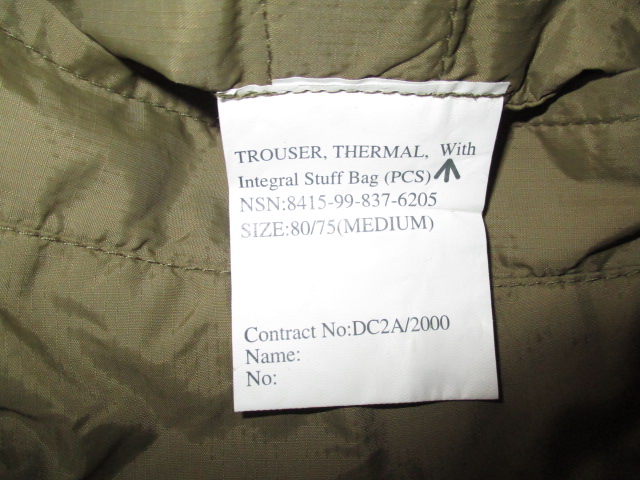 TROUSER, THERMAL, With
Integral Stuff Bag (PCS)
NSN:8415-99-837-6205
SIZE:80/75(MEDIUM)
Contract No:DC2A/2000
Name:
No: